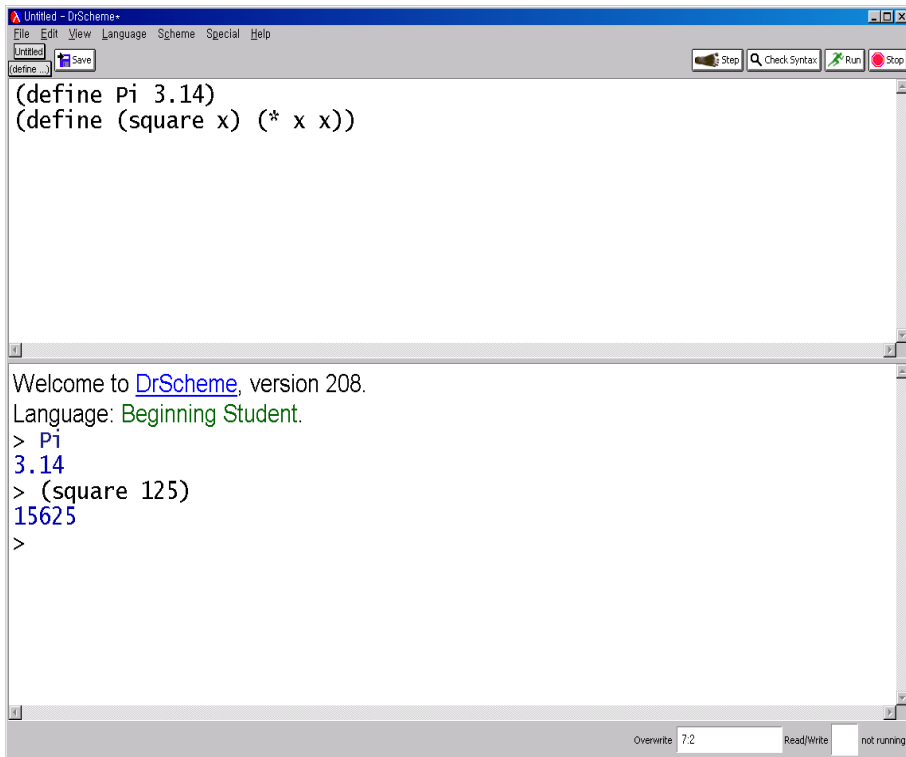 Untitled - DrScheme*
File Edit View Language Scheme Special Help
Untitled
(define ...)
Save
Step Check Syntax Run Stop
(define Pi 3.14)
(define (square x) (* x x))
Welcome to DrScheme, version 208.
Language: Beginning Student.
> Pi
3.14
> (square 125)
15625
>
Overwrite 7:2 Read/Write not running